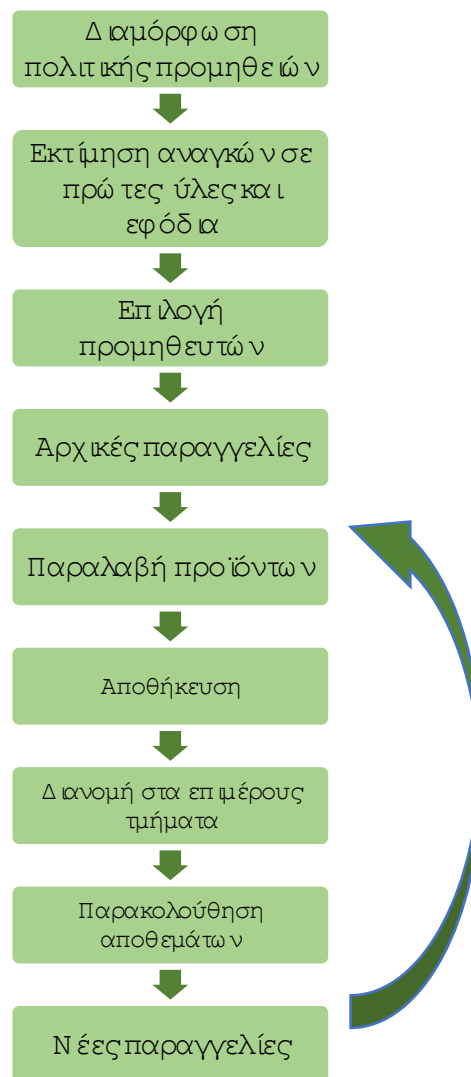 Διαμόρφωση
πολιτικής προμηθειών
Εκτίμηση αναγκών σε
πρώτες ύλες και
εφόδια
Επιλογή
προμηθευτών
Αρχικές παραγγελίες
Παραλαβή προϊόντων
Αποθήκευση
Διανομή στα επιμέρους
τμήματα
Παρακολούθηση
αποθεμάτων
Νέες παραγγελίες